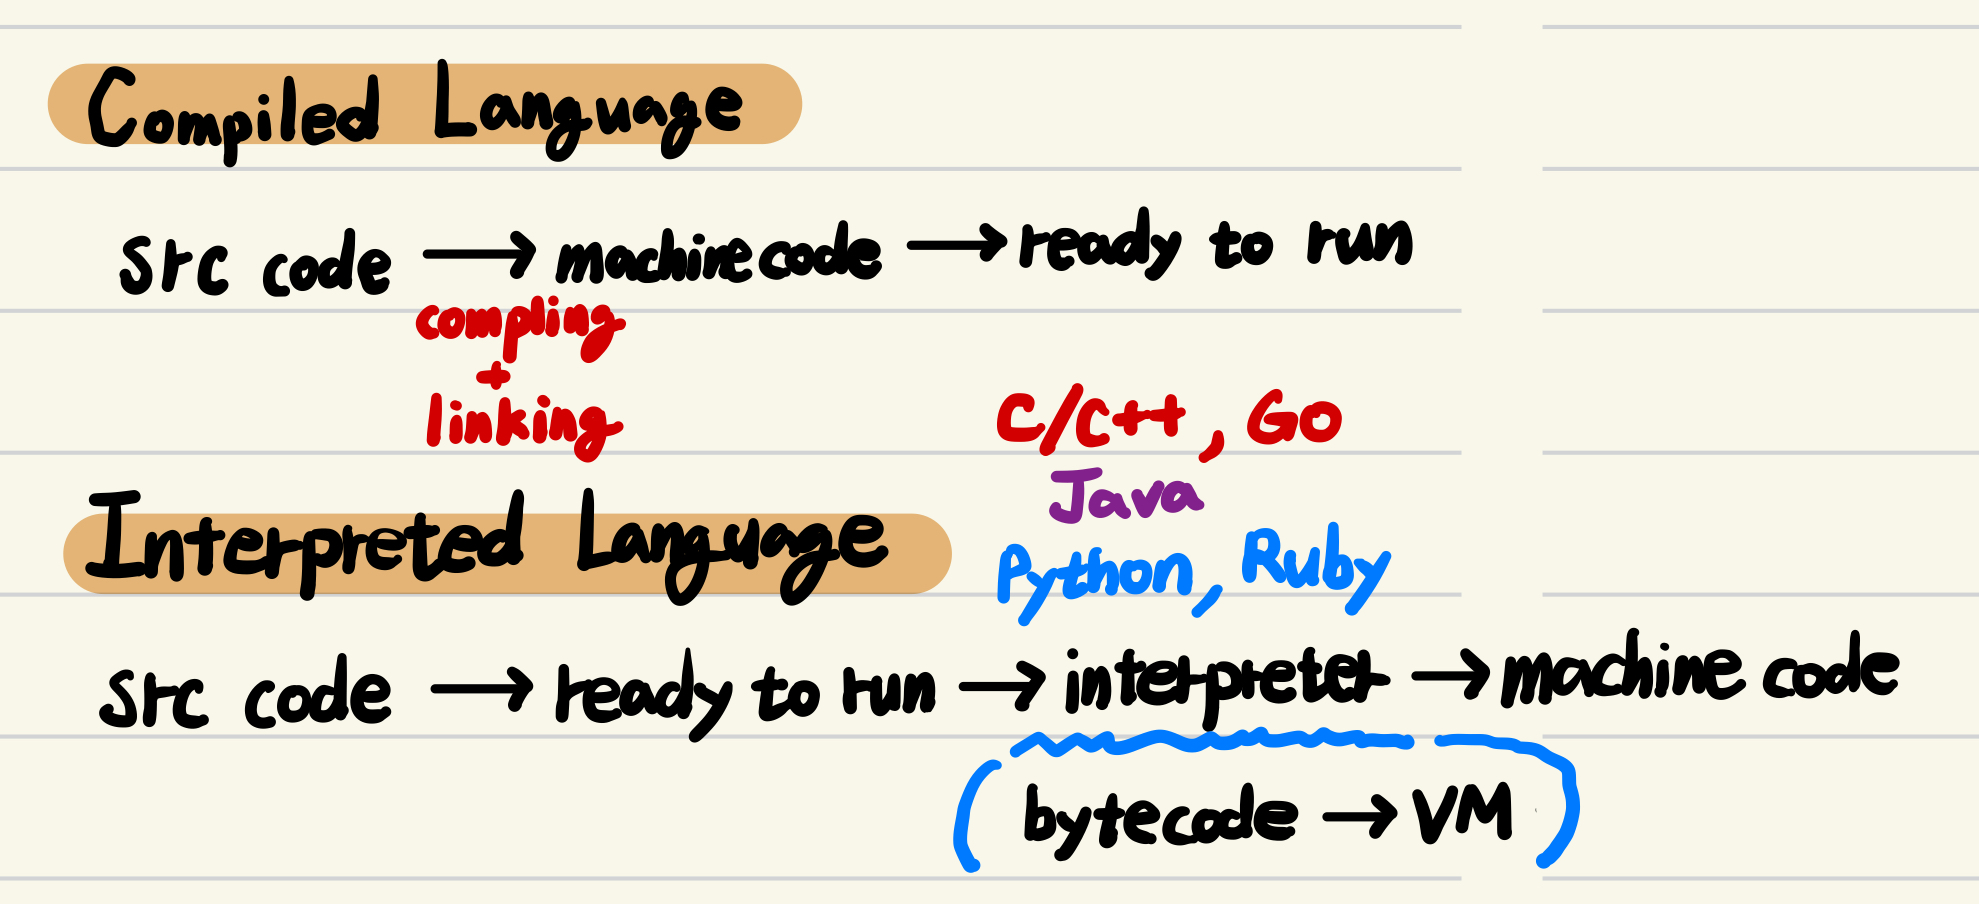 Compiled Language
src code → machine code → ready to run
compling
+
linking
C/C++, GO
Java
Python, Ruby
Interpreted Language
src code → ready to run → interpreter → machine code
(bytecode → VM)